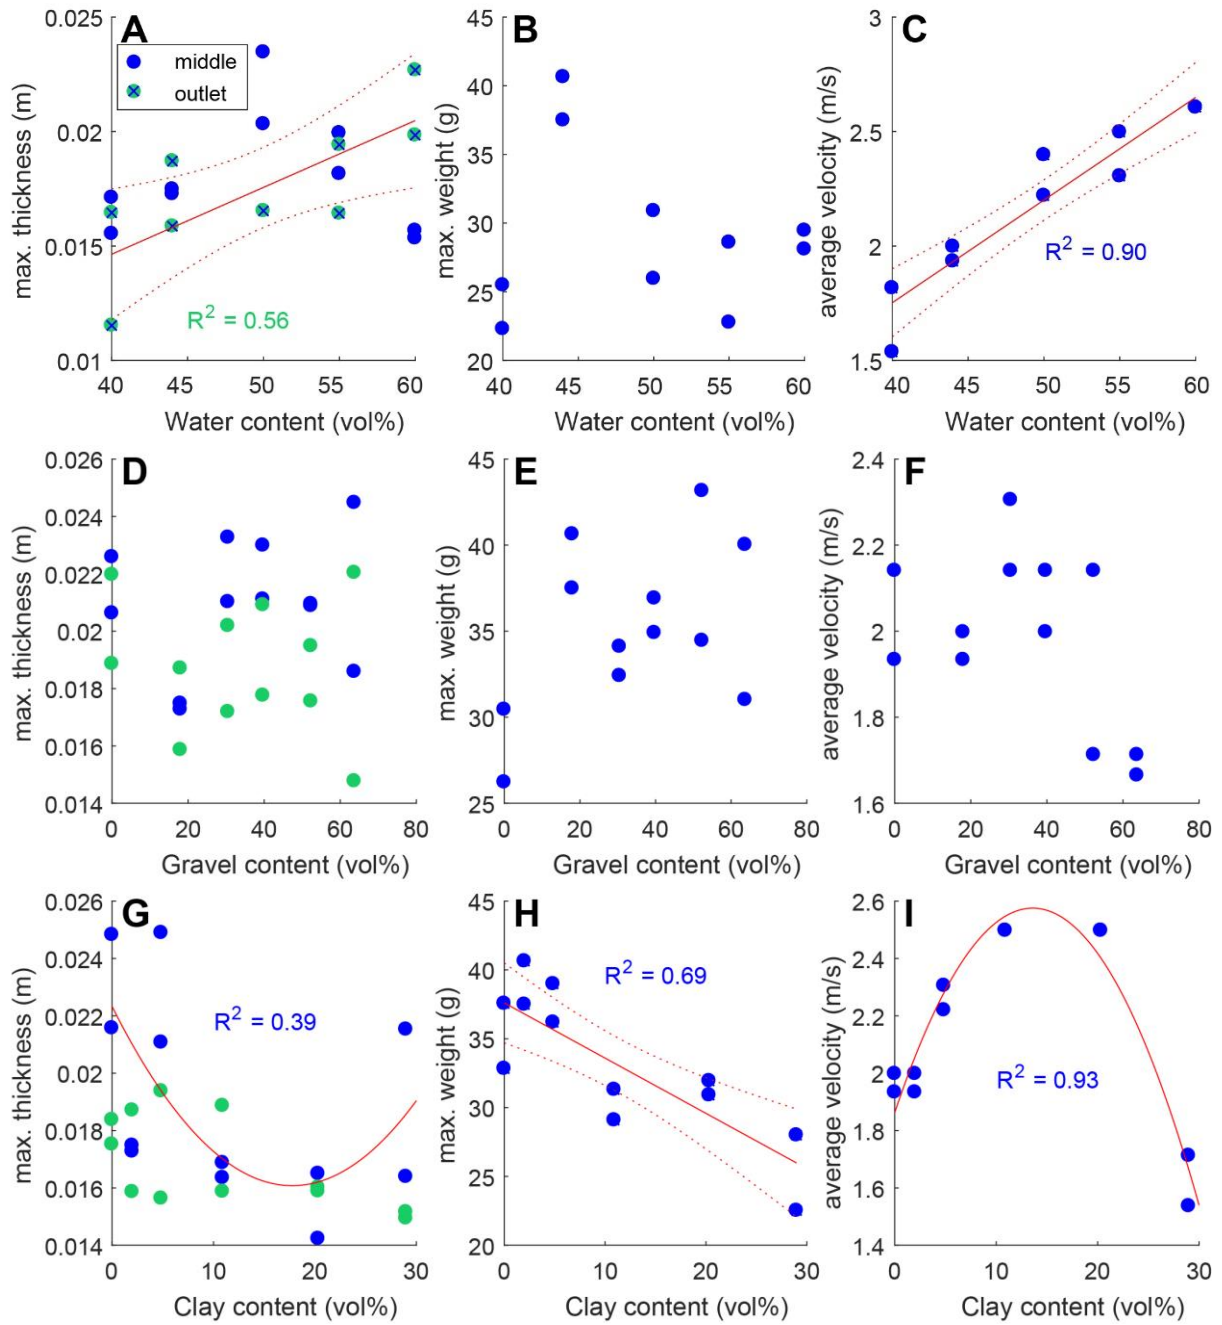 A
middle
outlet
R² = 0.56
max. thickness (m)
0.025
0.02
0.015
0.01
40
45
50
55
60
Water content (vol%)
B
max. weight (g)
45
40
35
30
25
20
40
45
50
55
60
Water content (vol%)
C
R² = 0.90
average velocity (m/s)
3
2.5
2
1.5
40
45
50
55
60
Water content (vol%)
D
max. thickness (m)
0.026
0.024
0.022
0.02
0.018
0.016
0.014
0
20
40
60
80
Gravel content (vol%)
E
max. weight (g)
45
40
35
30
25
0
20
40
60
80
Gravel content (vol%)
F
average velocity (m/s)
2.4
2.2
2
1.8
1.6
0
20
40
60
80
Gravel content (vol%)
G
R² = 0.39
max. thickness (m)
0.026
0.024
0.022
0.02
0.018
0.016
0.014
0
10
20
30
Clay content (vol%)
H
R² = 0.69
max. weight (g)
45
40
35
30
25
20
0
10
20
30
Clay content (vol%)
I
R² = 0.93
average velocity (m/s)
2.6
2.4
2.2
2
1.8
1.6
1.4
0
10
20
30
Clay content (vol%)